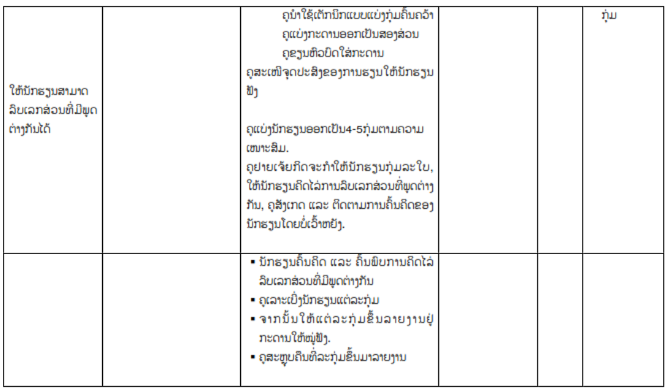 ຄູນຳໃຊ້ເຕັກນິກແບບແບ່ງກຸ່ມຄົ້ນຄວ້າ
ກຸ່ມ
ຄູແບ່ງກະດານອອກເປັນສອງສ່ວນ
ຄູຂຽນຫົວບົດໃສ່ກະດານ
ຄູສະເໜີຈຸດປະສົງຂອງການຮຽນໃຫ້ນັກຮຽນ
ຟັງ
ໃຫ້ນັກຮຽນສາມາດ
ລົບເລກສ່ວນທີ່ມີພູດ
ຕ່າງກັນໄດ້
ຄູແບ່ງນັກຮຽນອອກເປັນ4-5ກຸ່ມຕາມຄວາມ
ເໜາະສົມ.
ຄູຢາຍເຈ້ຍກິດຈະກຳໃຫ້ນັກຮຽນກຸ່ມລະໃບ,
ໃຫ້ນັກຮຽນຄິດໄລ່ການລົບເລກສ່ວນທີ່ພູດຕ່າງ
ກັນ, ຄູສັງເກດ ແລະ ຕິດຕາມການຄົ້ນຄິດຂອງ
ນັກຮຽນໂດຍບໍ່ເວົ້າຫຍັງ.
▪ ນັກຮຽນຄົ້ນຄິດ ແລະ ຄົ້ນພົບການຄິດໄລ່
ລົບເລກສ່ວນທີ່ມີພູດຕ່າງກັນ
▪ ຄູເລາະເບິ່ງນັກຮຽນແຕ່ລະກຸ່ມ
▪ ຈາກນັ້ນໃຫ້ແຕ່ລະກຸ່ມຂຶ້ນລາຍງານຢູ່
ກະດານໃຫ້ໝູ່ຟັງ.
▪ ຄູສະຫຼຸບຄືນທີ່ລະກຸ່ມຂຶ້ນມາລາຍງານ